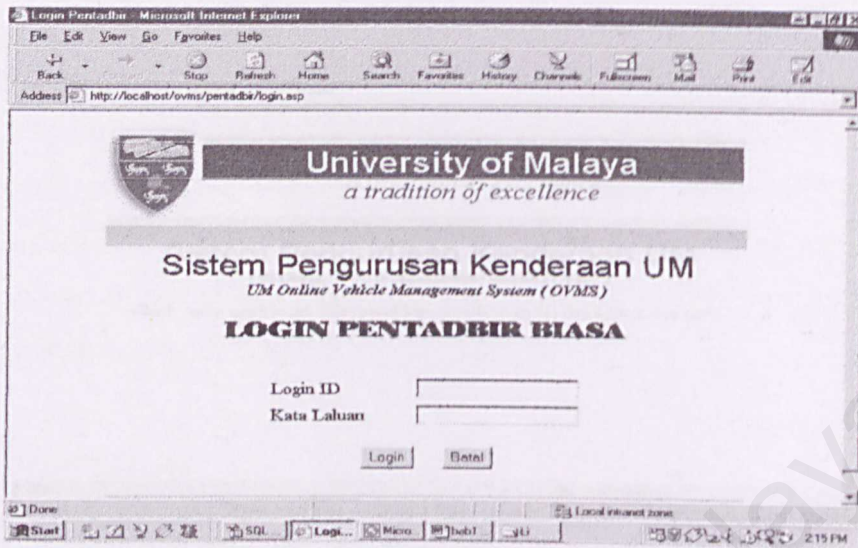 Login Pentadbir - Microsoft Internet Explorer
File Edit View Go Favorites Help
Back Forward Stop Refresh Home Search Favorites History Channels Fullscreen Mail Print Edit
Address http://localhost/ovms/pentadbir/login.asp
University of Malaya
a tradition of excellence
Sistem Pengurusan Kenderaan UM
UM Online Vehicle Management System ( OVMS )
LOGIN PENTADBIR BIASA
Login ID
Kata Laluan
Login Batal
Done Local intranet zone
Start SQL Logi... Micro bab1 2:15 PM